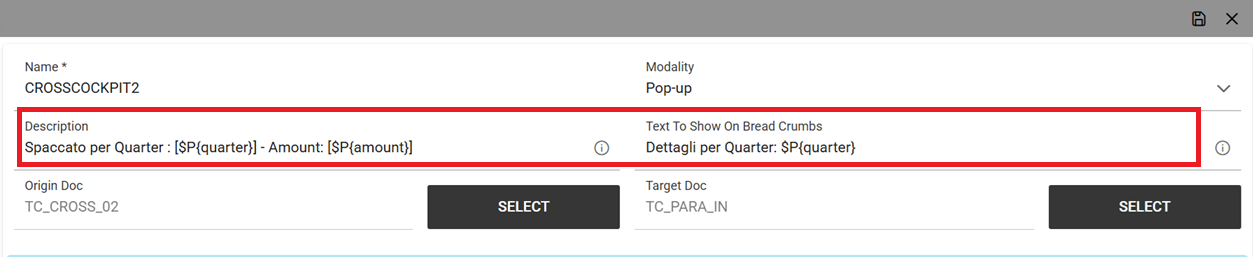 Name *
Modality
CROSSCOCKPIT2
Pop-up
Description
Text To Show On Bread Crumbs
Spaccato per Quarter : [$P{quarter}] - Amount: [$P{amount}]
Dettagli per Quarter: $P{quarter}
Origin Doc
Target Doc
TC_CROSS_02
SELECT
TC_PARA_IN
SELECT